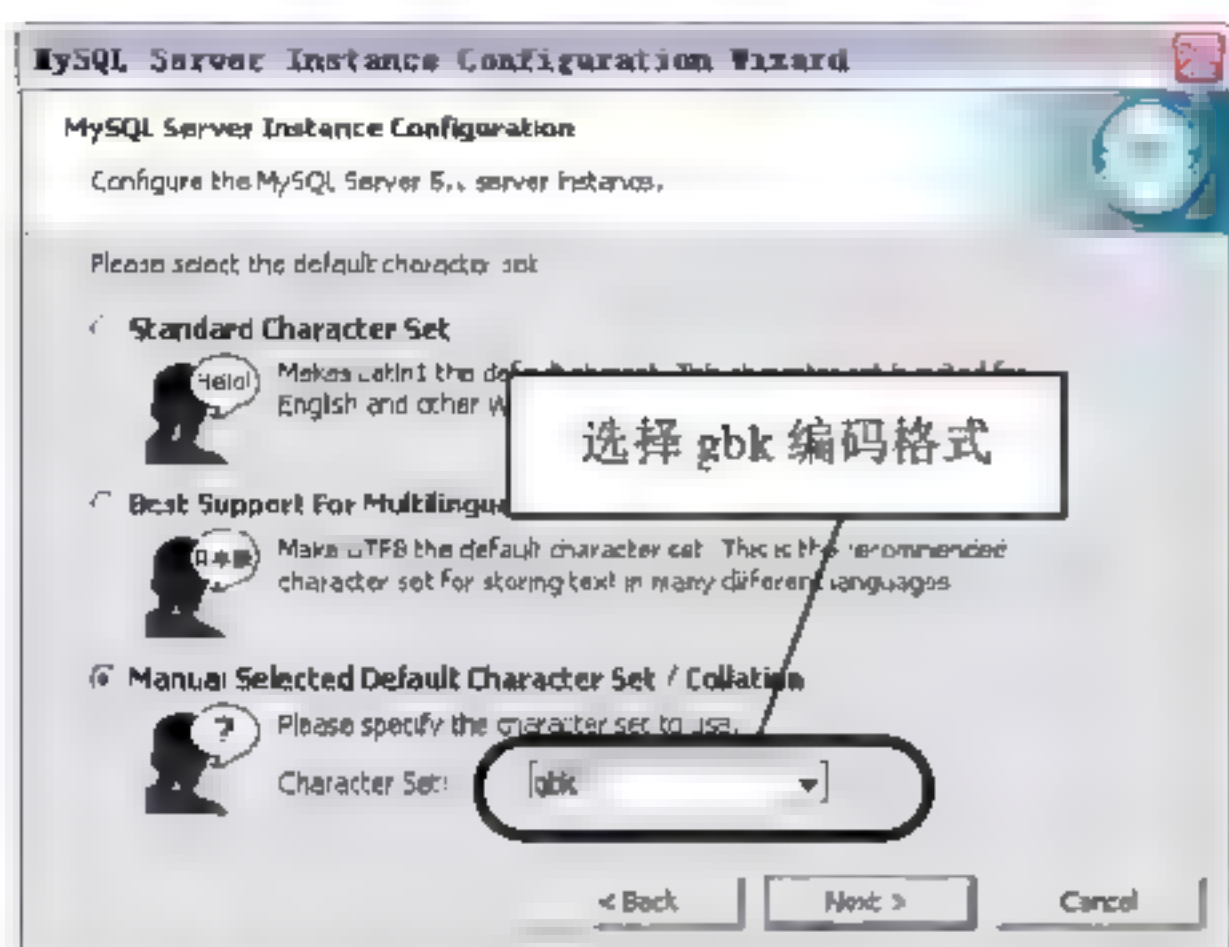 MySQL Server Instance Configuration Wizard
MySQL Server Instance Configuration
Configure the MySQL Server server instance.
Please select the default character set
Standard Character Set
Hello!
Makes Latin1 the
English and other
选择 gbk 编码格式
Best Support For
Make UTF8 the default character set. This is the recommended
character set for storing text in many different languages
Manual Selected Default Character Set / Collation
?
Please specify the character set to use.
Character Set:
gbk
< Back
Next >
Cancel